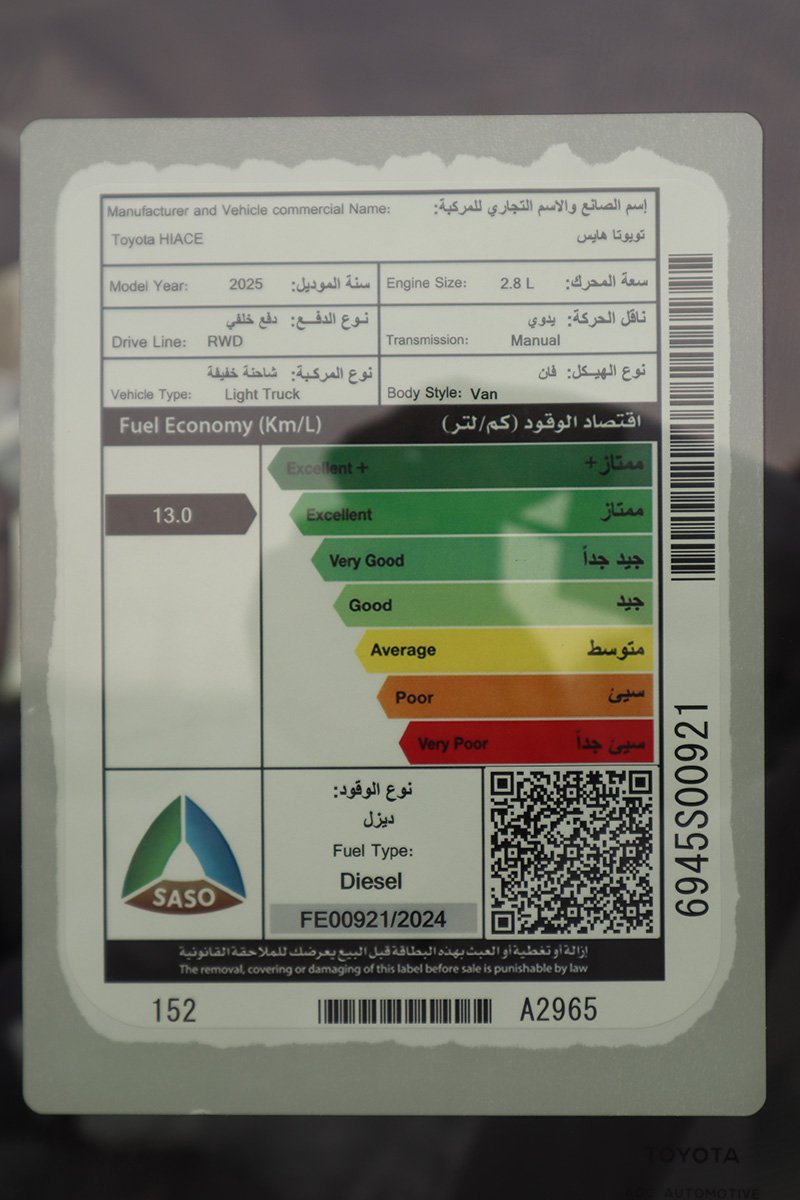 Manufacturer and Vehicle commercial Name: إسم الصانع والاسم التجاري للمركبة:
Toyota HIACE تويوتا هايس
Model Year: 2025 سنة الموديل:
Engine Size: 2.8 L سعة المحرك:
نوع الدفع: دفع خلفي
Drive Line: RWD
ناقل الحركة: يدوي
Transmission: Manual
نوع المركبة: شاحنة خفيفة
Vehicle Type: Light Truck
نوع الهيكل: فان
Body Style: Van
Fuel Economy (Km/L) اقتصاد الوقود (كم/لتر)
Excellent + ممتاز+
13.0
Excellent ممتاز
Very Good جيد جداً
Good جيد
Average متوسط
Poor سيئ
Very Poor سيئ جداً
SASO
نوع الوقود:
ديزل
Fuel Type:
Diesel
FE00921/2024
6945S00921
إزالة أو تغطية أو العبث بهذه البطاقة قبل البيع يعرضك للملاحقة القانونية
The removal, covering or damaging of this label before sale is punishable by law
152 A2965
TOYOTA
AUTOMOTIVE